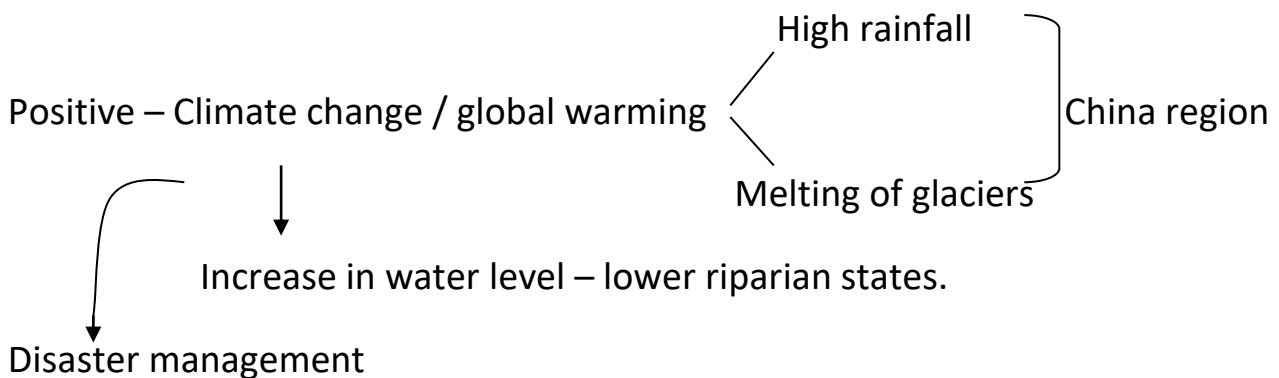 High rainfall
Positive – Climate change / global warming
China region
Melting of glaciers
Increase in water level – lower riparian states.
Disaster management